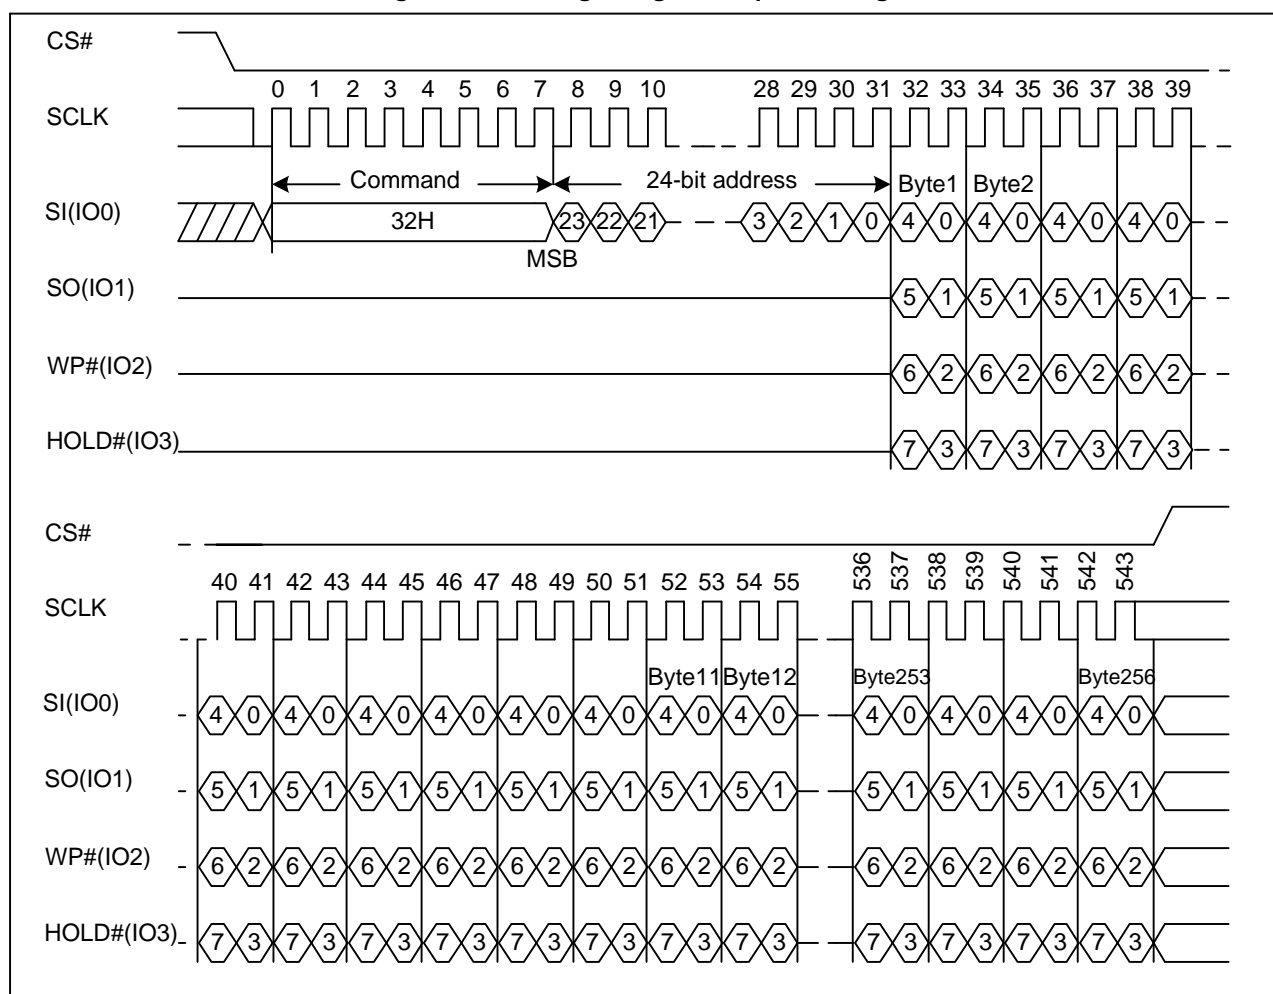 CS#
0 1 2 3 4 5 6 7 8 9 10 28 29 30 31 32 33 34 35 36 37 38 39
SCLK
Command 24-bit address Byte1 Byte2
SI(IO0) 32H 23 22 21 3 2 1 0 4 0 4 0 4 0 4 0
MSB
SO(IO1) 5 1 5 1 5 1 5 1
WP#(IO2) 6 2 6 2 6 2 6 2
HOLD#(IO3) 7 3 7 3 7 3 7 3
CS#
40 41 42 43 44 45 46 47 48 49 50 51 52 53 54 55 536 537 538 539 540 541 542 543
SCLK
Byte11 Byte12 Byte253 Byte256
SI(IO0) 4 0 4 0 4 0 4 0 4 0 4 0 4 0 4 0 4 0 4 0 4 0 4 0
SO(IO1) 5 1 5 1 5 1 5 1 5 1 5 1 5 1 5 1 5 1 5 1 5 1 5 1
WP#(IO2) 6 2 6 2 6 2 6 2 6 2 6 2 6 2 6 2 6 2 6 2 6 2 6 2
HOLD#(IO3) 7 3 7 3 7 3 7 3 7 3 7 3 7 3 7 3 7 3 7 3 7 3 7 3